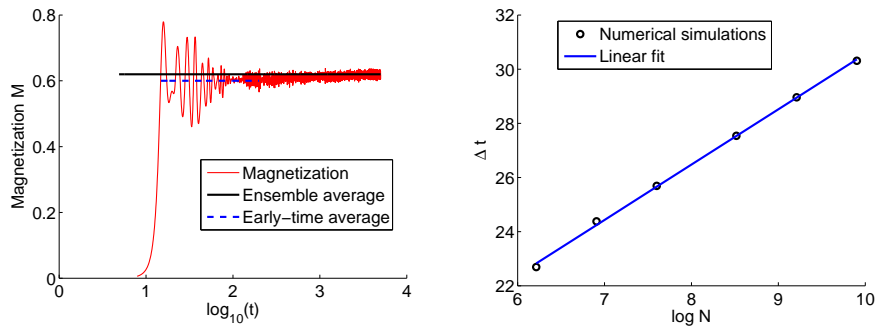 0.8
0.6
0.4
0.2
0
Magnetization M
0
1
2
3
4
log10(t)
Magnetization
Ensemble average
Early−time average
32
30
28
26
24
22
Δ t
6
7
8
9
10
log N
Numerical simulations
Linear fit